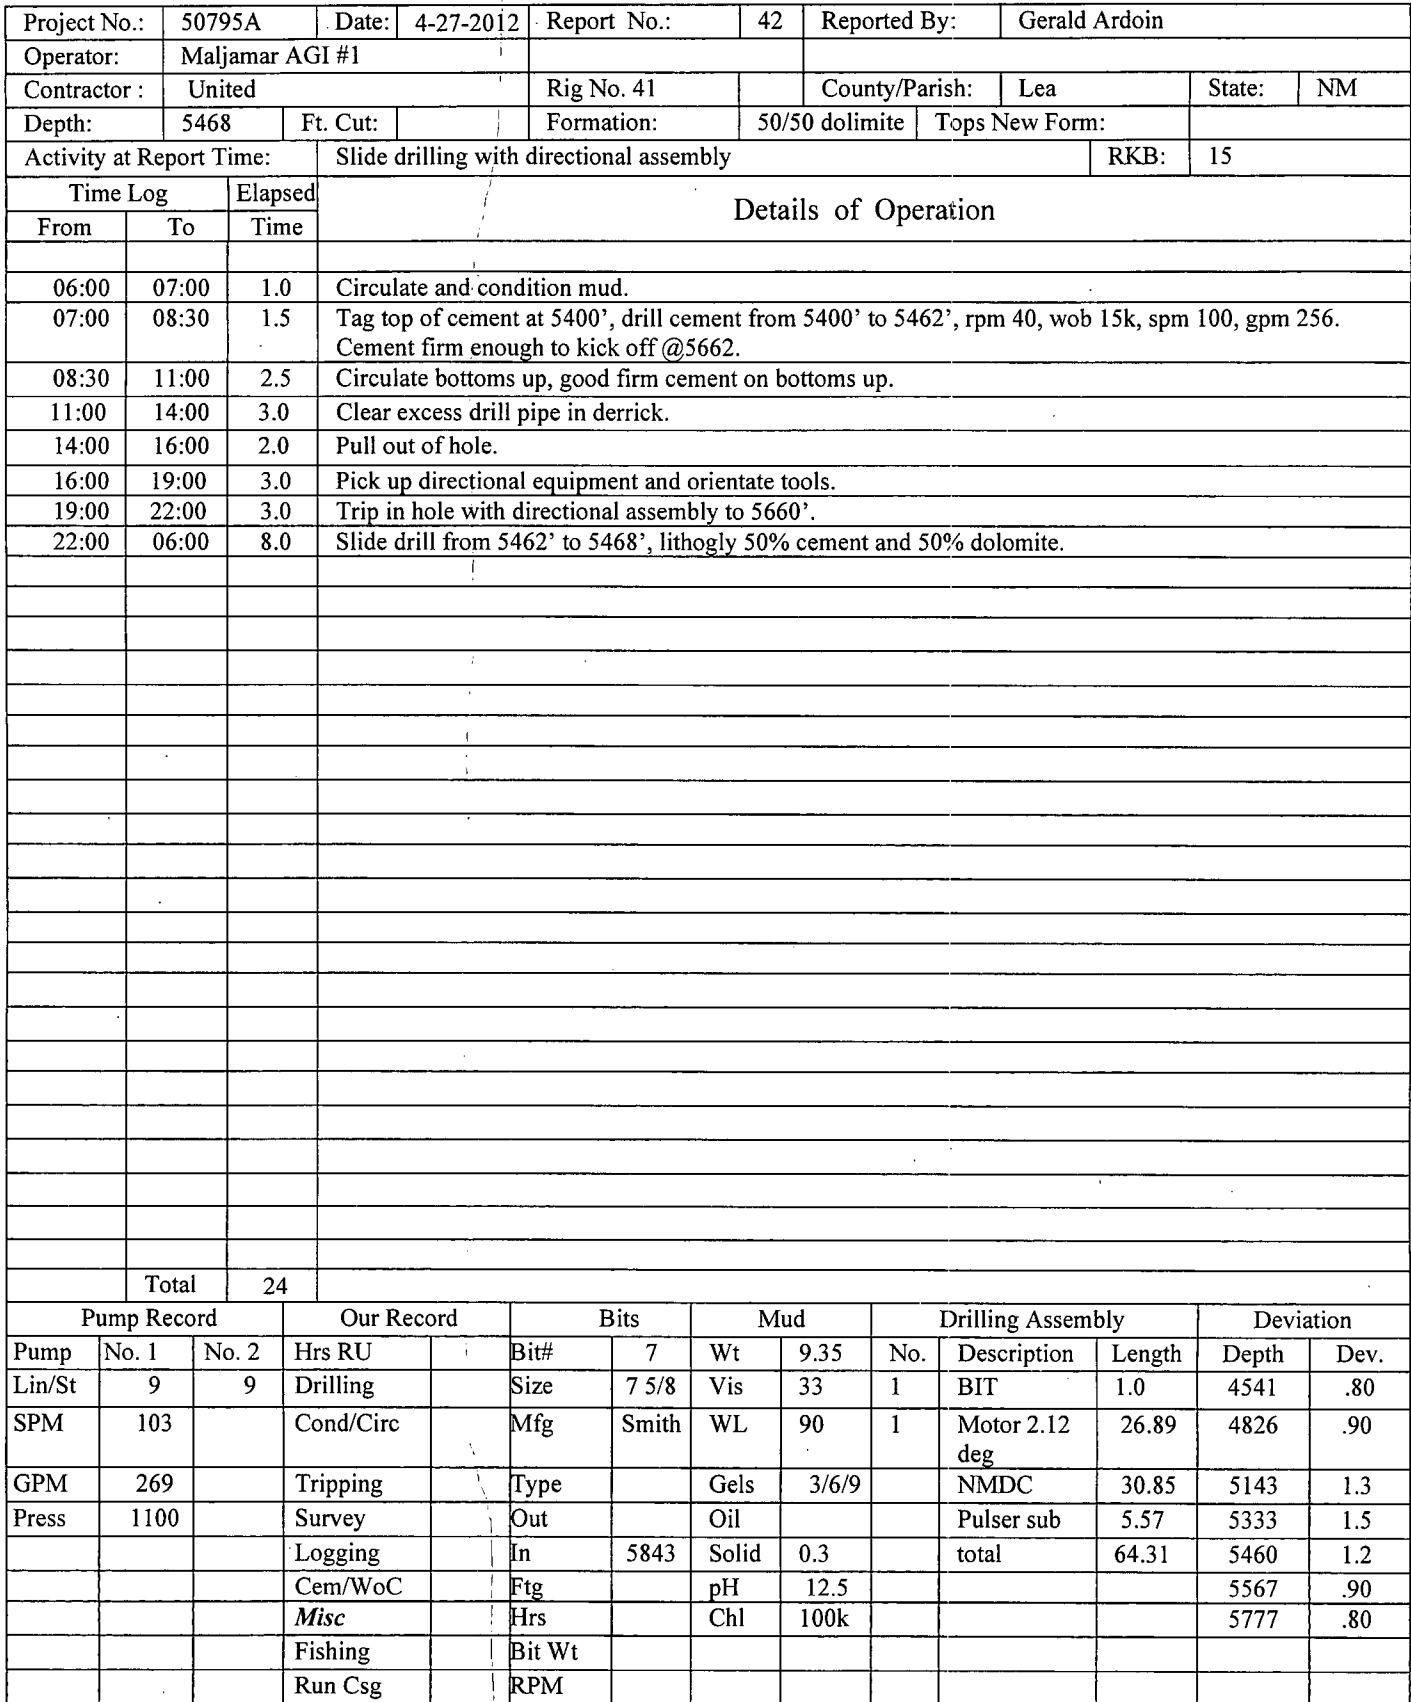 Project No.: 50795A Date: 4-27-2012 Report No.: 42 Reported By: Gerald Ardoin
Operator: Maljamar AGI #1
Contractor : United Rig No. 41 County/Parish: Lea State: NM
Depth: 5468 Ft. Cut: Formation: 50/50 dolimite Tops New Form:
Activity at Report Time: Slide drilling with directional assembly RKB: 15
Time Log Elapsed Details of Operation
From To Time
06:00 07:00 1.0 Circulate and condition mud.
07:00 08:30 1.5 Tag top of cement at 5400’, drill cement from 5400’ to 5462’, rpm 40, wob 15k, spm 100, gpm 256.
Cement firm enough to kick off @5662.
08:30 11:00 2.5 Circulate bottoms up, good firm cement on bottoms up.
11:00 14:00 3.0 Clear excess drill pipe in derrick.
14:00 16:00 2.0 Pull out of hole.
16:00 19:00 3.0 Pick up directional equipment and orientate tools.
19:00 22:00 3.0 Trip in hole with directional assembly to 5660’.
22:00 06:00 8.0 Slide drill from 5462’ to 5468’, lithogly 50% cement and 50% dolomite.
Total 24
Pump Record Our Record Bits Mud Drilling Assembly Deviation
Pump No. 1 No. 2 Hrs RU Bit# 7 Wt 9.35 No. Description Length Depth Dev.
Lin/St 9 9 Drilling Size 7 5/8 Vis 33 1 BIT 1.0 4541 .80
SPM 103 Cond/Circ Mfg Smith WL 90 1 Motor 2.12 26.89 4826 .90
deg
GPM 269 Tripping Type Gels 3/6/9 NMDC 30.85 5143 1.3
Press 1100 Survey Out Oil Pulser sub 5.57 5333 1.5
Logging In 5843 Solid 0.3 total 64.31 5460 1.2
Cem/WoC Ftg pH 12.5 5567 .90
Misc Hrs Chl 100k 5777 .80
Fishing Bit Wt
Run Csg RPM